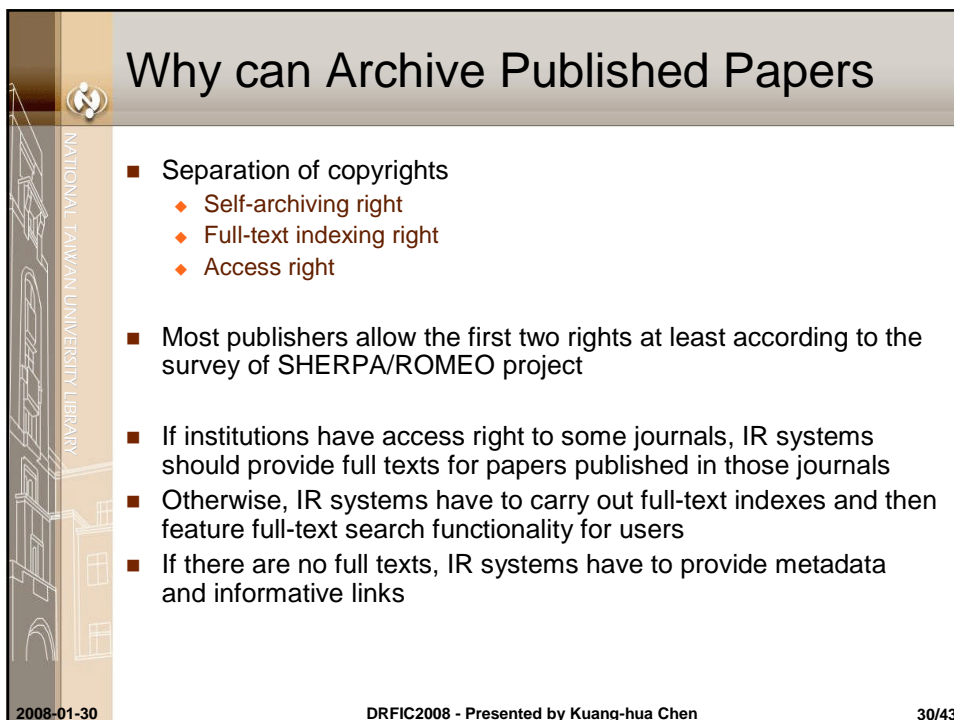 Why can Archive Published Papers
NATIONAL TAIWAN UNIVERSITY LIBRARY
Separation of copyrights
Self-archiving right
Full-text indexing right
Access right
Most publishers allow the first two rights at least according to the
survey of SHERPA/ROMEO project
If institutions have access right to some journals, IR systems
should provide full texts for papers published in those journals
Otherwise, IR systems have to carry out full-text indexes and then
feature full-text search functionality for users
If there are no full texts, IR systems have to provide metadata
and informative links
2008-01-30
DRFIC2008 - Presented by Kuang-hua Chen
30/43